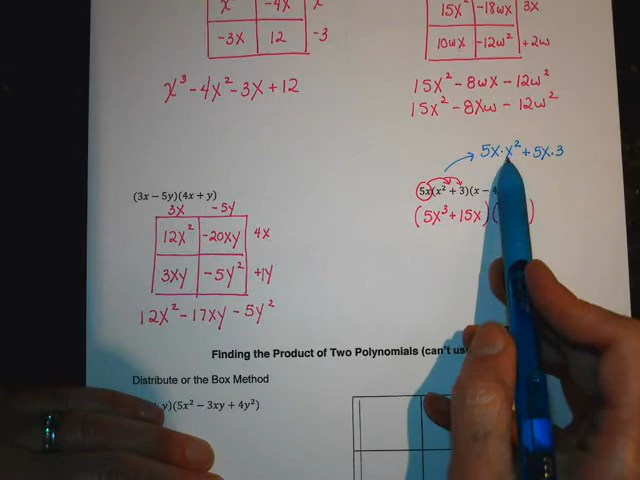 x² -4x x
-3x 12 -3
x³ - 4x² - 3x + 12
15x² -18wx 3x
10wx -12w² +2w
15x² - 8wx - 12w²
15x² - 8xw - 12w²
5x·x² + 5x·3
5x(x² + 3)(x − 4
(5x³ + 15x)( )
(3x − 5y)(4x + y)
3x -5y
12x² -20xy 4x
3xy -5y² +1y
12x² - 17xy - 5y²
Finding the Product of Two Polynomials (can't us
Distribute or the Box Method
y)(5x² − 3xy + 4y²)